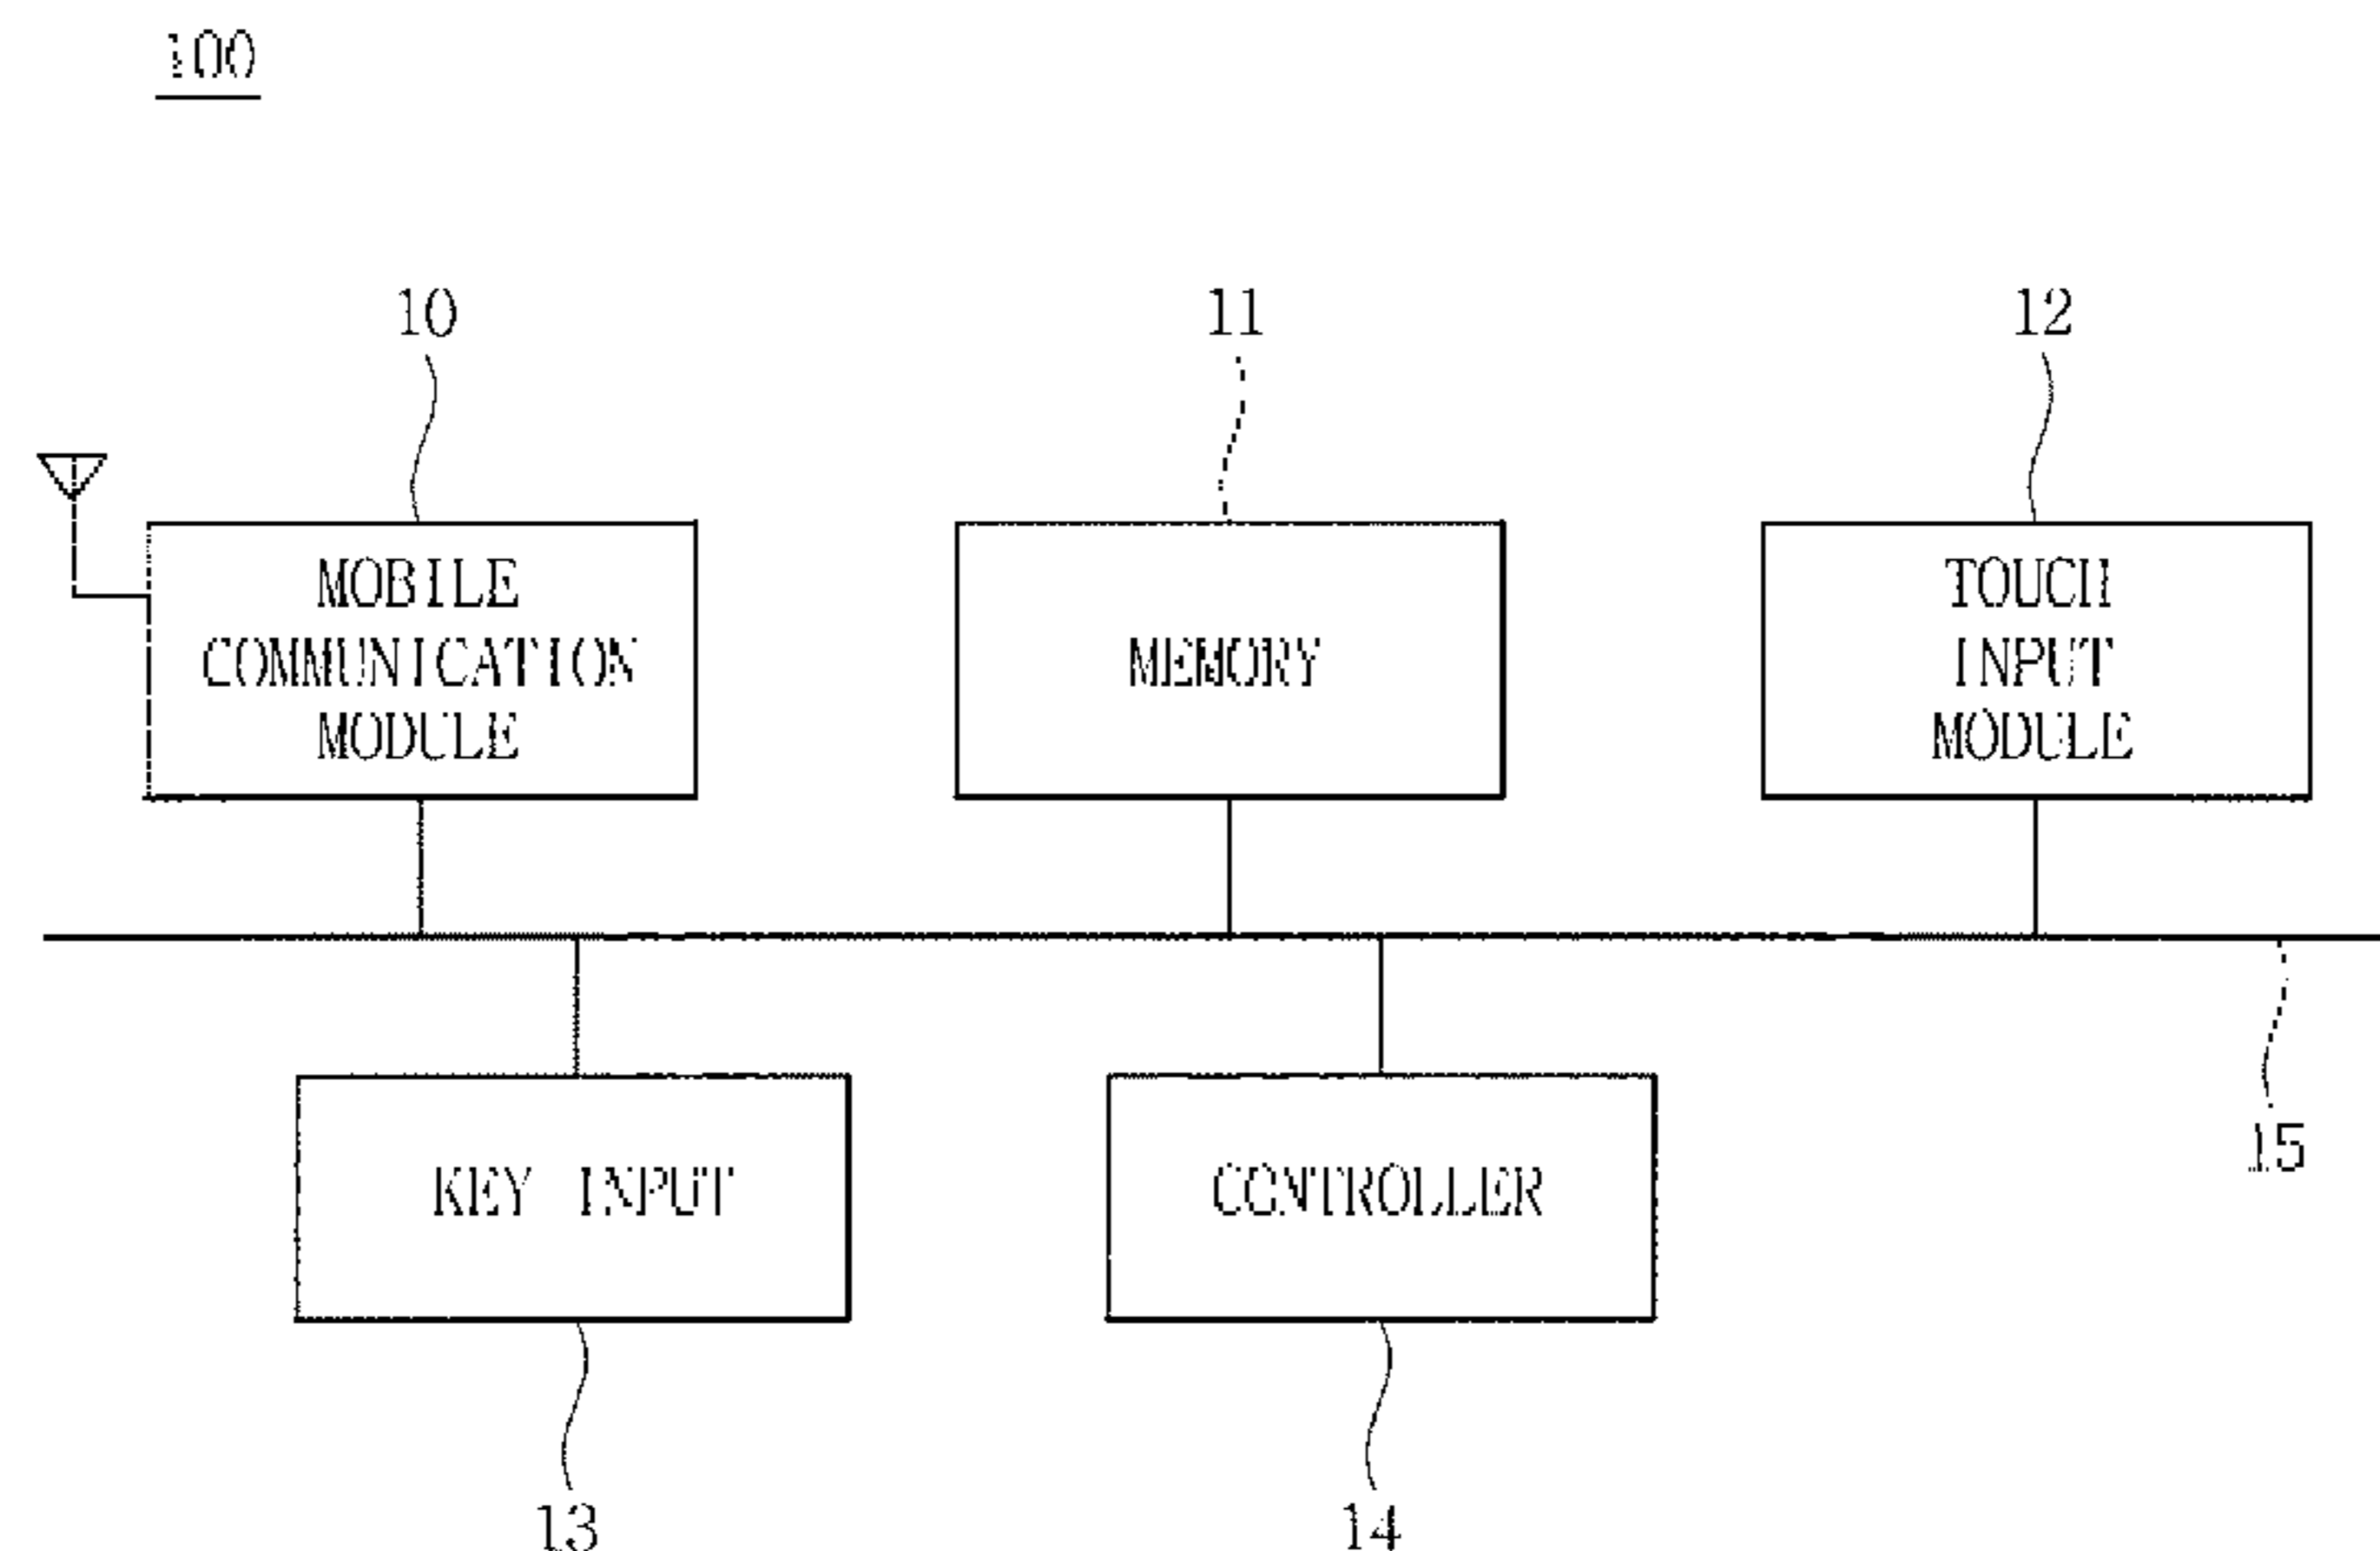 100
10
11
12
MOBILE
COMMUNICATION
MODULE
MEMORY
TOUCH
INPUT
MODULE
KEY INPUT
CONTROLLER
15
13
14